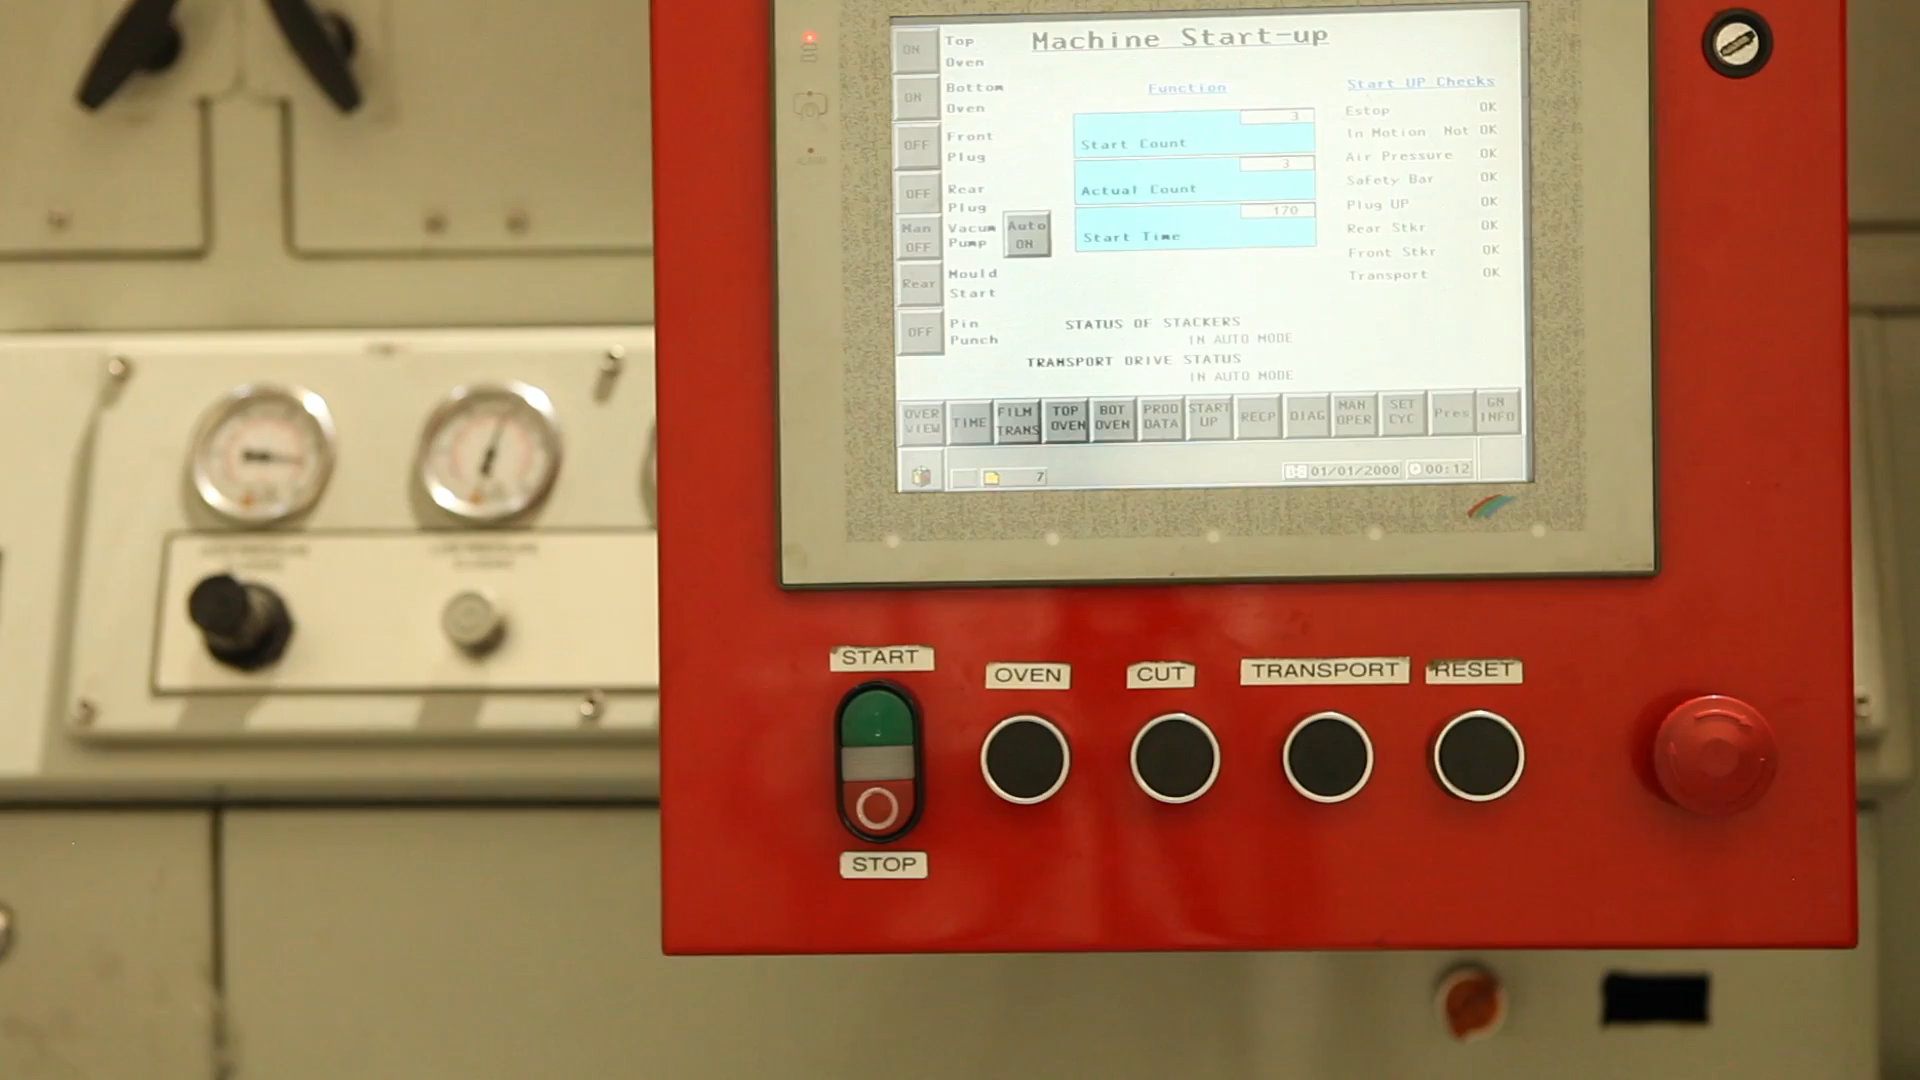 Machine Start-up
ON Top Oven
ON Bottom Oven
OFF Front Plug
OFF Rear Plug
Man OFF Vacum Pump Auto ON
Rear Mould Start
OFF Pin Punch
Function
3
Start Count
3
Actual Count
170
Start Time
Start UP Checks
Estop OK
In Motion Not OK
Air Pressure OK
Safety Bar OK
Plug UP OK
Rear Stkr OK
Front Stkr OK
Transport OK
STATUS OF STACKERS
IN AUTO MODE
TRANSPORT DRIVE STATUS
IN AUTO MODE
OVER VIEW
TIME
FILM TRANS
TOP OVEN
BOT OVEN
PROD DATA
START UP
RECP
DIAG
MAN OPER
SET CYC
Pres
GN INFO
7
01/01/2000
00:12
START
OVEN
CUT
TRANSPORT
RESET
STOP